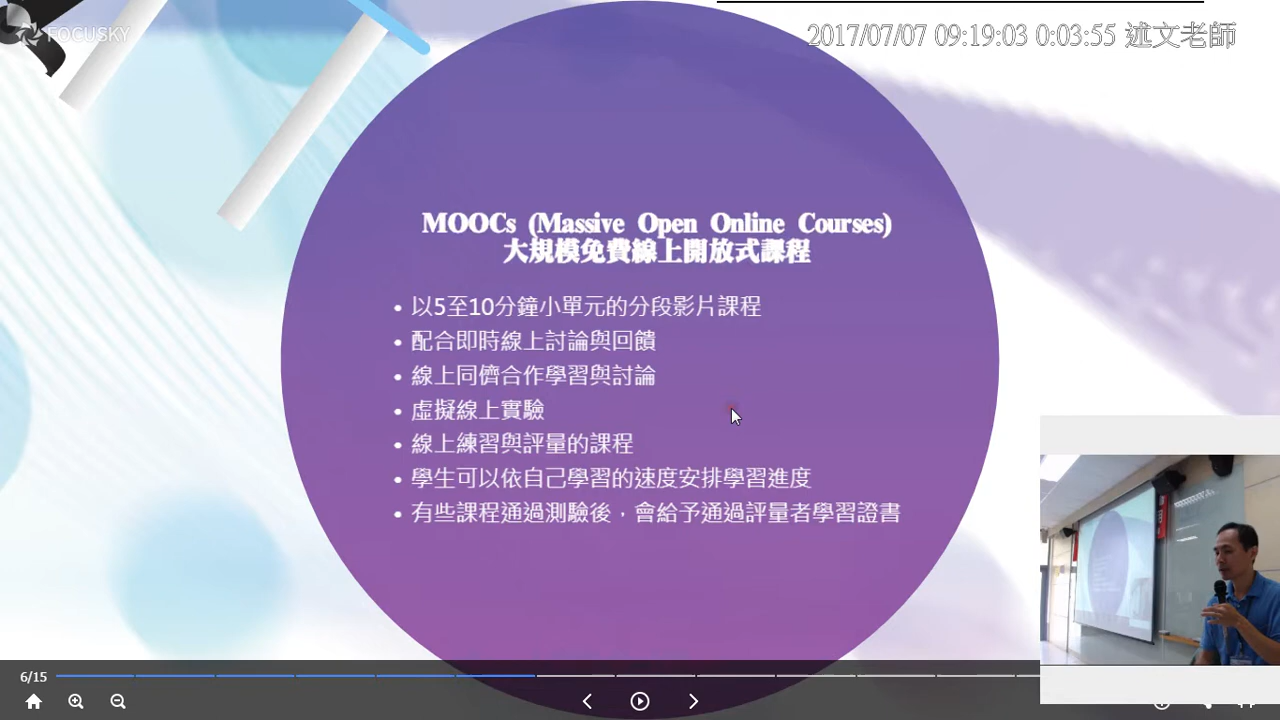 FOCUSKY
2017/07/07 09:19:03 0:03:55 述文老師
MOOCs (Massive Open Online Courses)
大規模免費線上開放式課程
• 以5至10分鐘小單元的分段影片課程
• 配合即時線上討論與回饋
• 線上同儕合作學習與討論
• 虛擬線上實驗
• 線上練習與評量的課程
• 學生可以依自己學習的速度安排學習進度
• 有些課程通過測驗後，會給予通過評量者學習證書
6/15